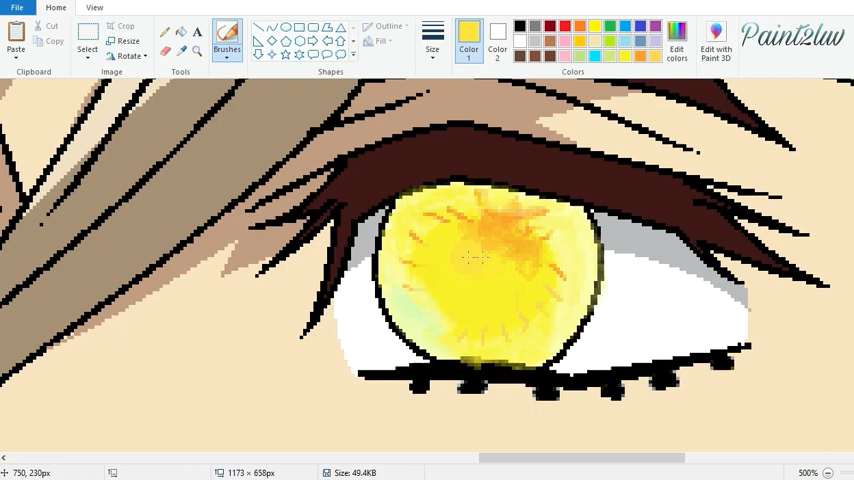 File Home View
Paste
Cut
Copy
Clipboard
Select
Crop
Resize
Rotate
Image
A
Tools
Brushes
Outline
Fill
Shapes
Size
Color
1
Color
2
Colors
Edit
colors
Edit with
Paint 3D
Paint2luv
750, 230px
1173 × 658px
Size: 49.4KB
500%